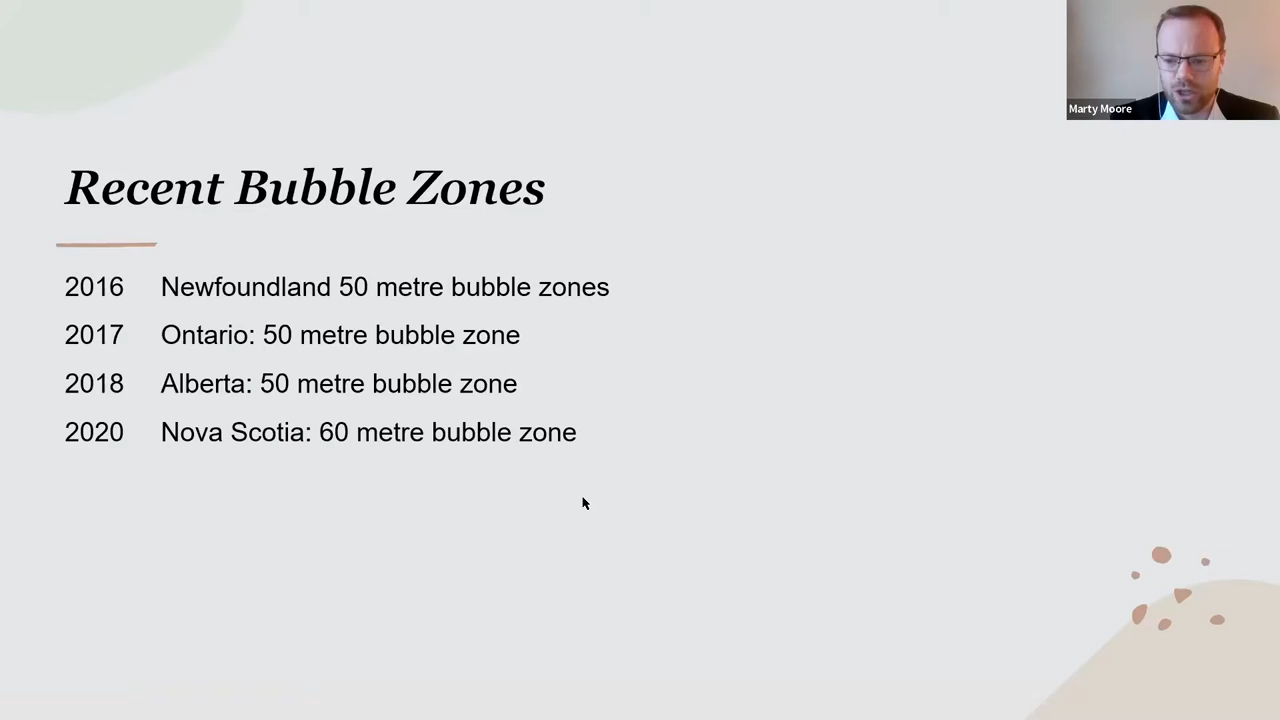 Marty Moore
Recent Bubble Zones
2016 Newfoundland 50 metre bubble zones
2017 Ontario: 50 metre bubble zone
2018 Alberta: 50 metre bubble zone
2020 Nova Scotia: 60 metre bubble zone